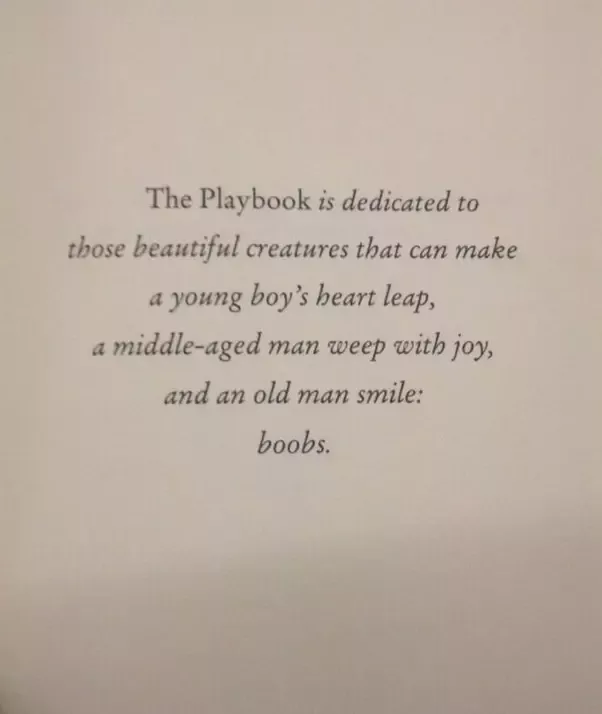 The Playbook is dedicated to
those beautiful creatures that can make
a young boy's heart leap,
a middle-aged man weep with joy,
and an old man smile:
boobs.